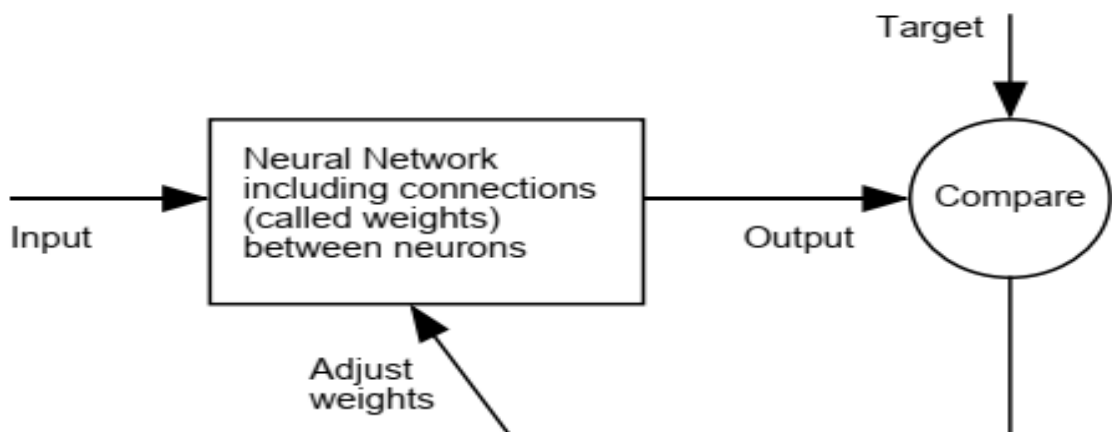 Target
Neural Network
including connections
(called weights)
between neurons
Compare
Input
Output
Adjust
weights